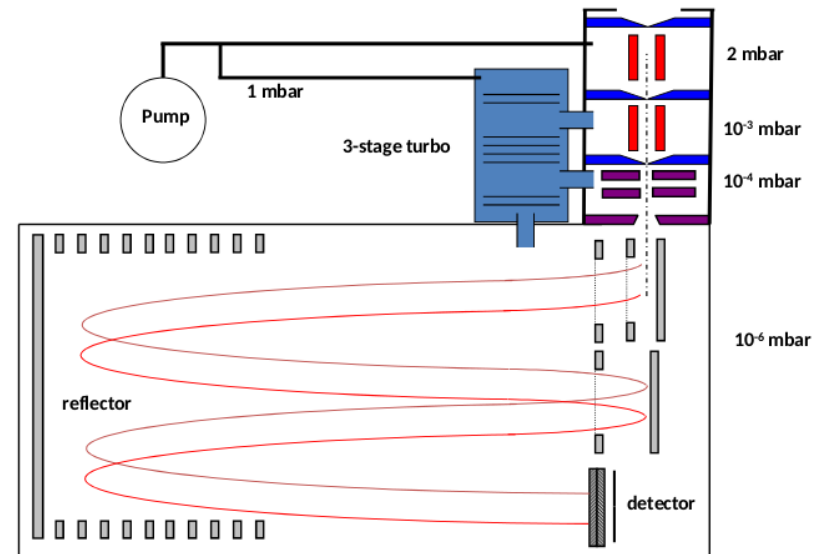 2 mbar
1 mbar
Pump
10⁻³ mbar
3-stage turbo
10⁻⁴ mbar
10⁻⁶ mbar
reflector
detector